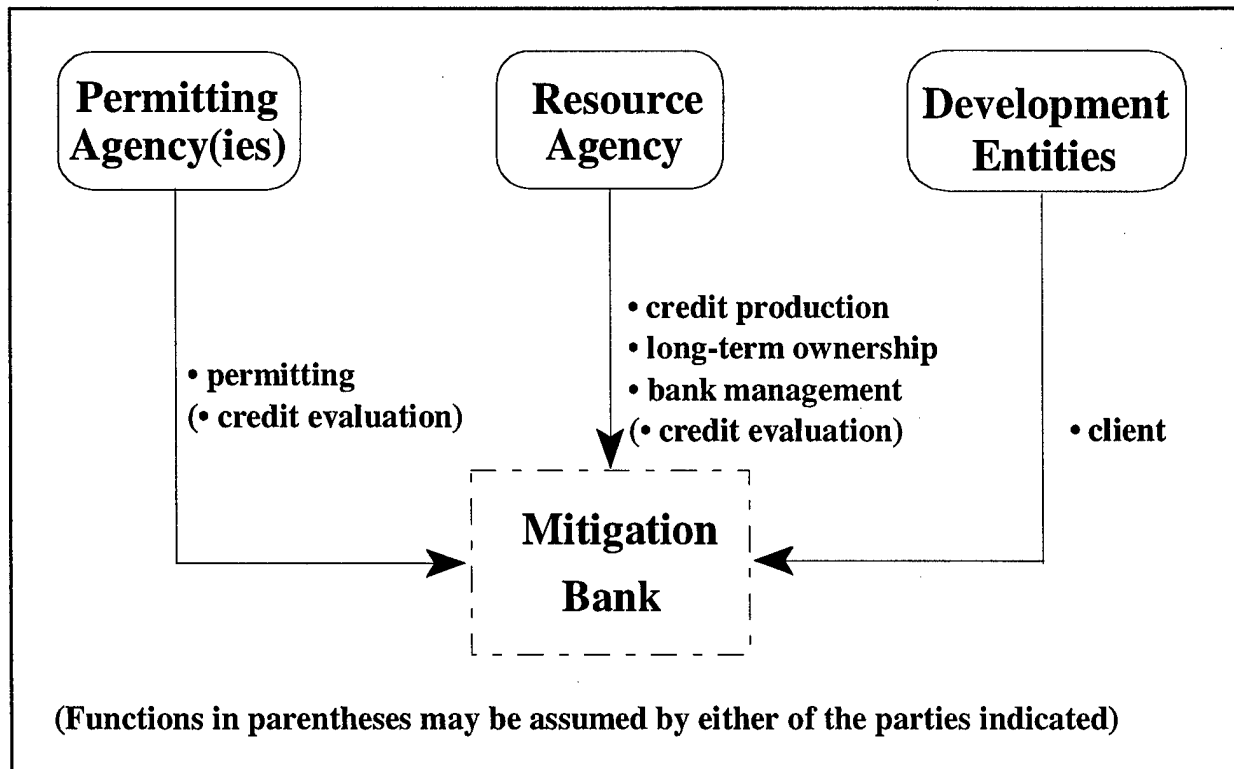 Permitting
Agency(ies)
Resource
Agency
Development
Entities
• permitting
(• credit evaluation)
• credit production
• long-term ownership
• bank management
(• credit evaluation)
• client
Mitigation
Bank
(Functions in parentheses may be assumed by either of the parties indicated)